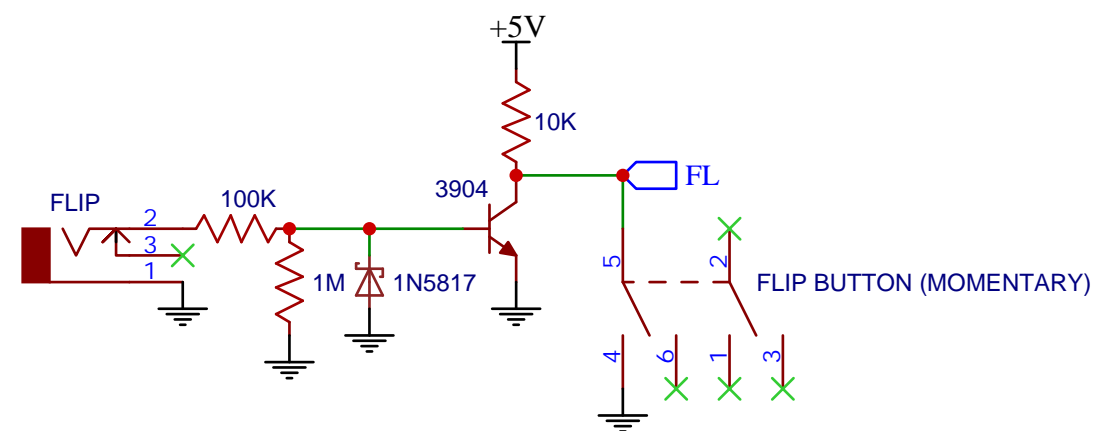 +5V
10K
FL
3904
FLIP
100K
2
3
1
1M
1N5817
5
2
FLIP BUTTON (MOMENTARY)
4
6
1
3